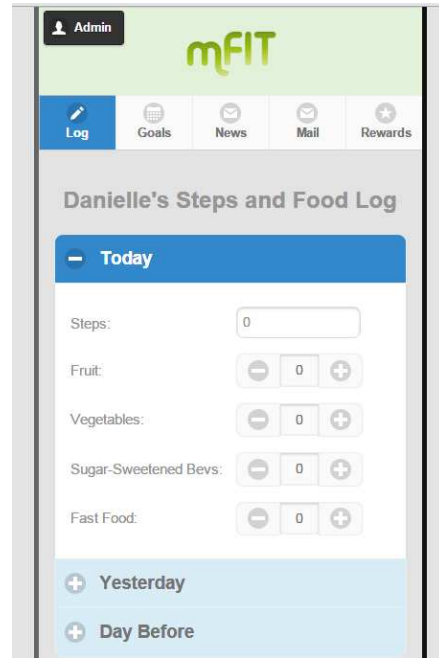 Admin
mFIT
Log Goals News Mail Rewards
Danielle's Steps and Food Log
Today
Steps: 0
Fruit: 0
Vegetables: 0
Sugar-Sweetened Bevs: 0
Fast Food: 0
Yesterday
Day Before